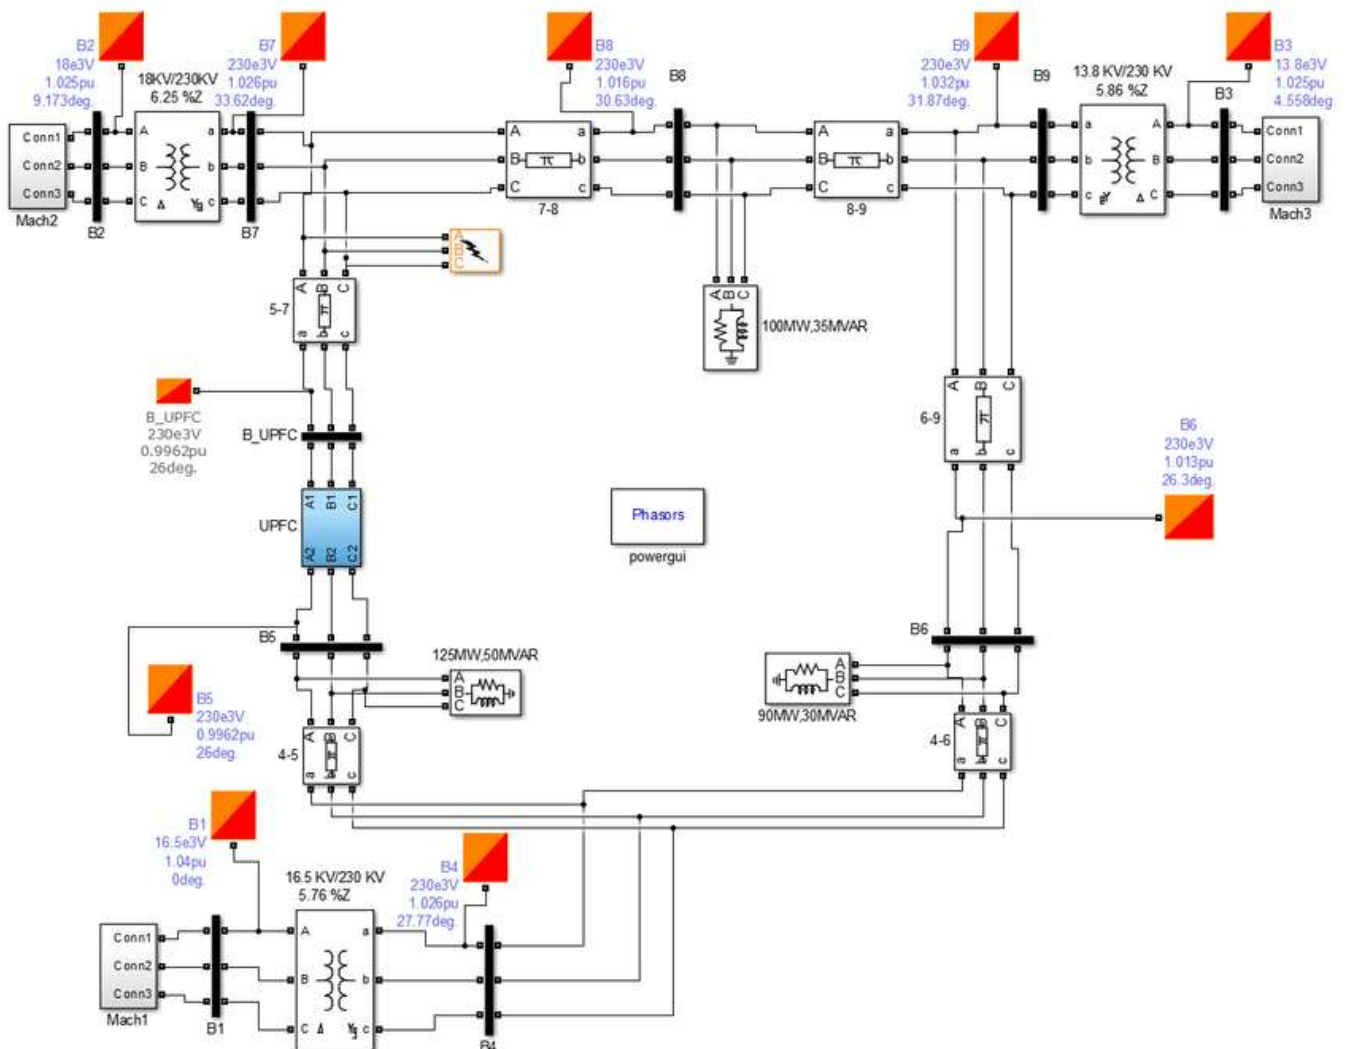 B2
18e3V
1.025pu
9.173deg.
18KV/230KV
6.25 %Z
B7
230e3V
1.026pu
33.62deg.
B8
230e3V
1.016pu
30.63deg.
B8
B9
230e3V
1.032pu
31.87deg.
B9
13.8 KV/230 KV
5.86 %Z
B3
13.8e3V
1.025pu
4.558deg.
B3
Conn1
Conn2
Conn3
Mach2
B2
A
B
C
a
b
c
Δ
Yg
B7
A
B
C
π
a
b
c
7-8
A
B
C
π
a
b
c
8-9
a
b
c
Yg
A
B
C
Δ
Conn1
Conn2
Conn3
Mach3
A
B
C
5-7
A
B
C
π
a
b
c
A
B
C
100MW,35MVAR
6-9
A
B
C
π
a
b
c
B_UPFC
230e3V
0.9962pu
26deg.
B_UPFC
UPFC
A1
B1
C1
A2
B2
C2
Phasors
powergui
B6
230e3V
1.013pu
26.3deg.
B5
B5
230e3V
0.9962pu
26deg.
125MW,50MVAR
A
B
C
4-5
A
B
C
π
a
b
c
B6
A
B
C
90MW,30MVAR
4-6
A
B
C
π
a
b
c
B1
16.5e3V
1.04pu
0deg.
16.5 KV/230 KV
5.76 %Z
B4
230e3V
1.026pu
27.77deg.
Conn1
Conn2
Conn3
Mach1
B1
A
B
C
Δ
a
b
c
Yg
B4